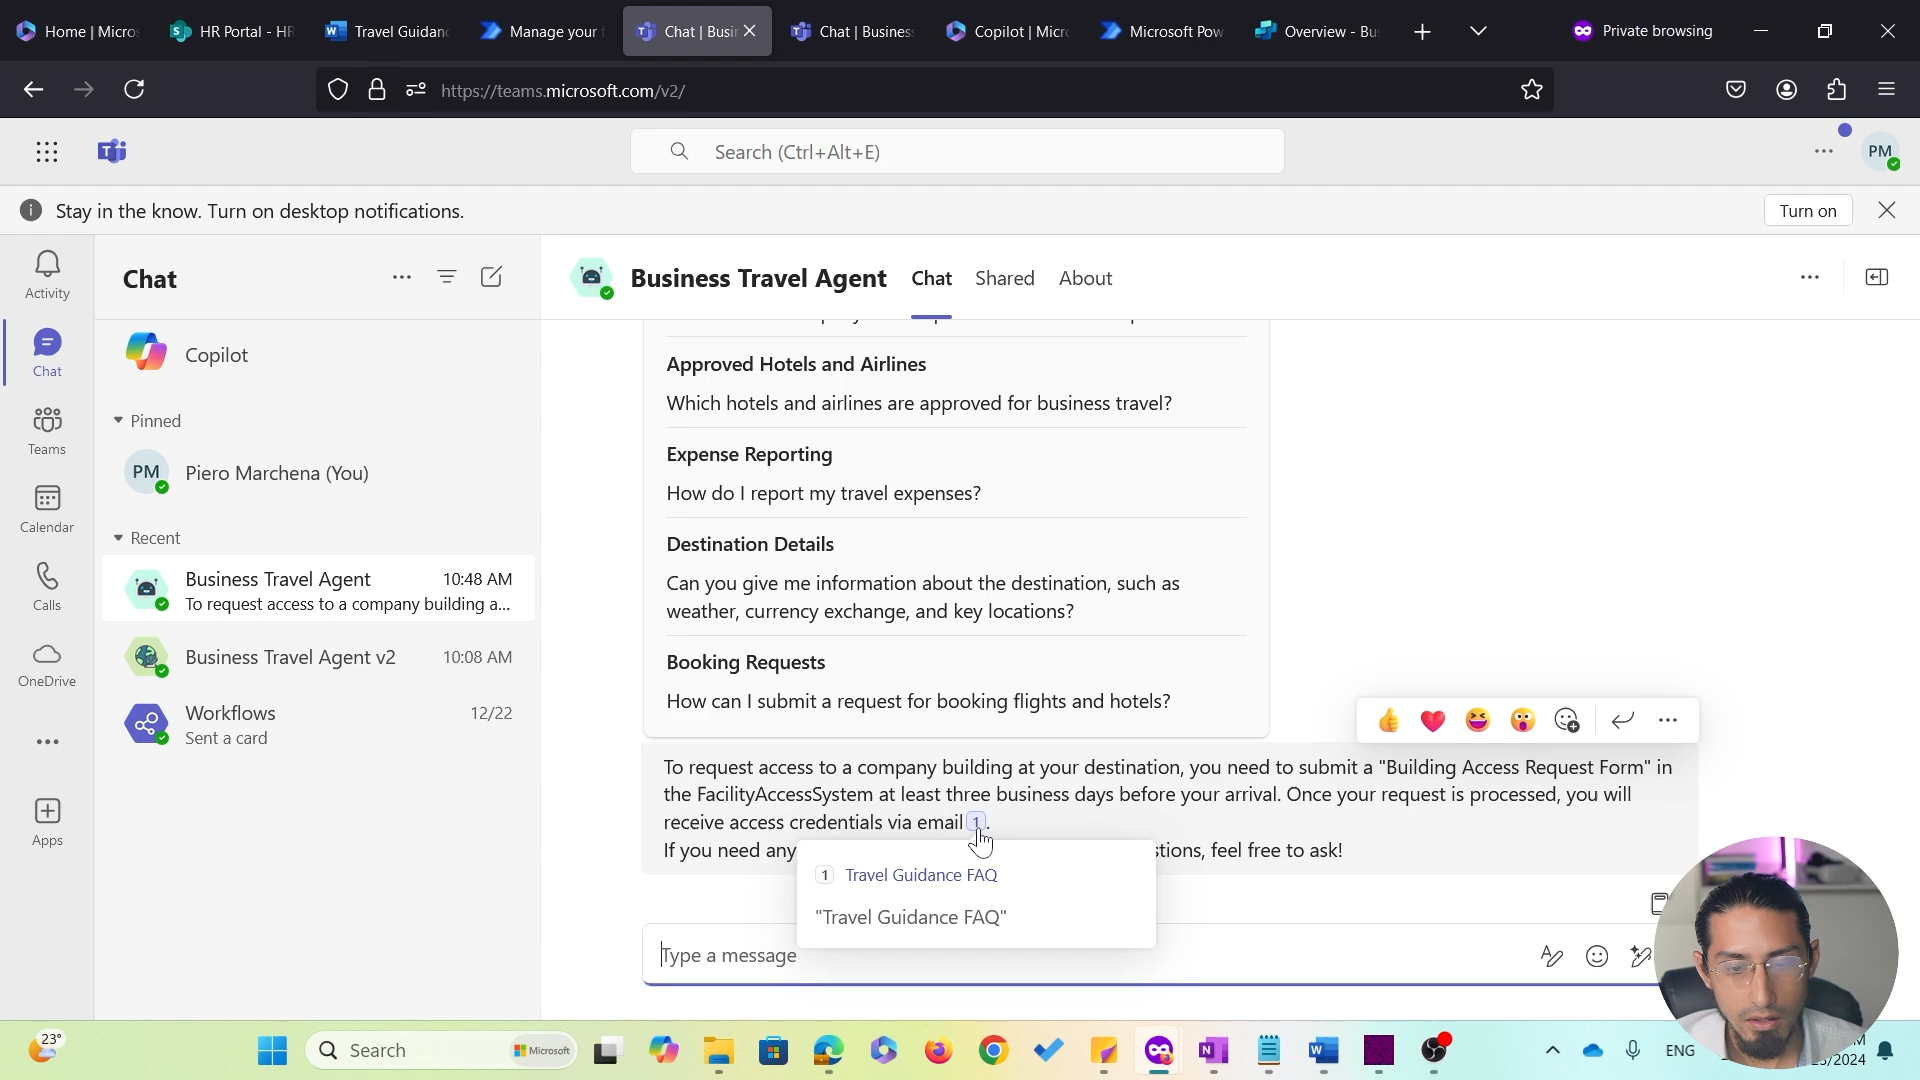 Home | Micros
HR Portal - HR
Travel Guidanc
Manage your f
Chat | Busin
Chat | Business
Copilot | Micro
Microsoft Pow
Overview - Bus
Private browsing
https://teams.microsoft.com/v2/
Search (Ctrl+Alt+E)
PM
Stay in the know. Turn on desktop notifications.
Turn on
Activity
Chat
Teams
Calendar
Calls
OneDrive
Apps
Chat
Copilot
Pinned
PM
Piero Marchena (You)
Recent
Business Travel Agent 10:48 AM
To request access to a company building a...
Business Travel Agent v2 10:08 AM
Workflows 12/22
Sent a card
Business Travel Agent
Chat
Shared
About
Approved Hotels and Airlines
Which hotels and airlines are approved for business travel?
Expense Reporting
How do I report my travel expenses?
Destination Details
Can you give me information about the destination, such as
weather, currency exchange, and key locations?
Booking Requests
How can I submit a request for booking flights and hotels?
To request access to a company building at your destination, you need to submit a "Building Access Request Form" in
the FacilityAccessSystem at least three business days before your arrival. Once your request is processed, you will
receive access credentials via email 1.
If you need any stions, feel free to ask!
1 Travel Guidance FAQ
"Travel Guidance FAQ"
Type a message
23°
Search
Microsoft
ENG
/2024